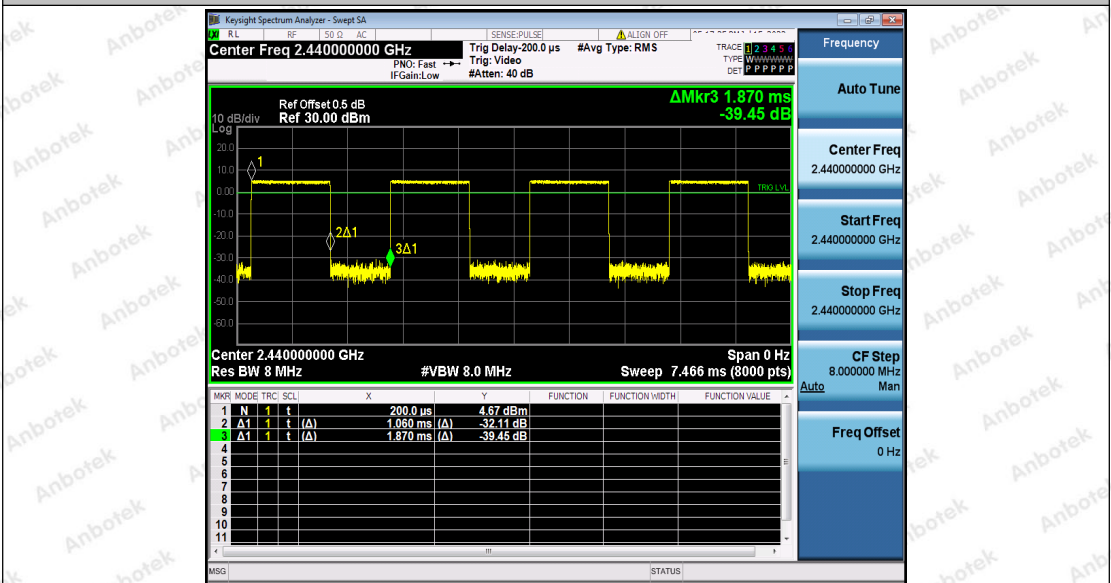 Keysight Spectrum Analyzer - Swept SA
RL RF 50 Ω AC SENSE:PULSE ALIGN OFF
Center Freq 2.440000000 GHz
PNO: Fast
IFGain:Low
Trig Delay-200.0 µs
Trig: Video
#Atten: 40 dB
#Avg Type: RMS
TRACE 1 2 3 4 5 6
TYPE WWWWWW
DET P P P P P P
ΔMkr3 1.870 ms
-39.45 dB
Ref Offset 0.5 dB
10 dB/div Ref 30.00 dBm
Log
20.0
10.0
0.00
-10.0
-20.0
-30.0
-40.0
-50.0
-60.0
1
2Δ1
3Δ1
TRIG LVL
Center 2.440000000 GHz Span 0 Hz
Res BW 8 MHz #VBW 8.0 MHz Sweep 7.466 ms (8000 pts)
MKR MODE TRC SCL X Y FUNCTION FUNCTION WIDTH FUNCTION VALUE
1 N 1 t 200.0 µs 4.67 dBm
2 Δ1 1 t (Δ) 1.060 ms (Δ) -32.11 dB
3 Δ1 1 t (Δ) 1.870 ms (Δ) -39.45 dB
4
5
6
7
8
9
10
11
MSG STATUS
Frequency
Auto Tune
Center Freq
2.440000000 GHz
Start Freq
2.440000000 GHz
Stop Freq
2.440000000 GHz
CF Step
8.000000 MHz
Auto Man
Freq Offset
0 Hz
Anbotek